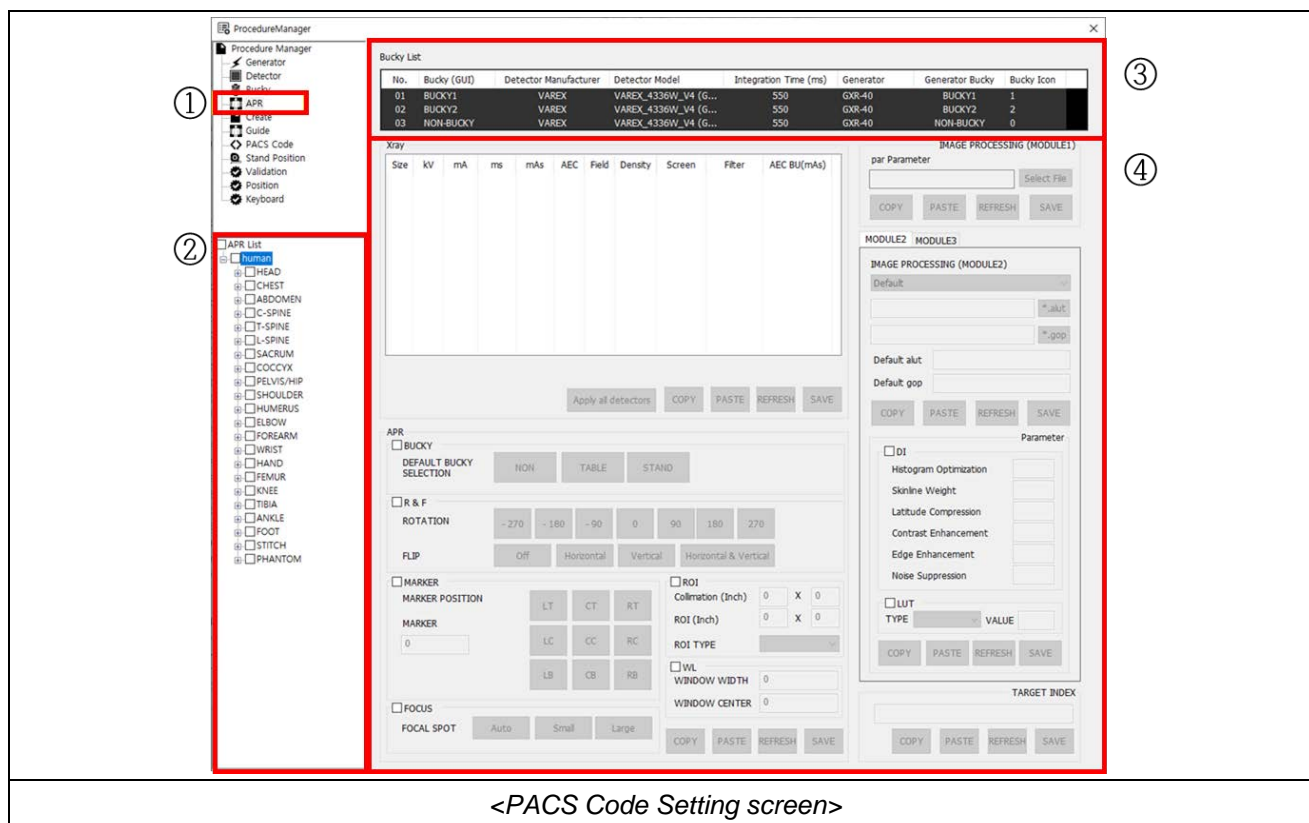 ProcedureManager
Procedure Manager
Generator
Detector
Bucky
APR
Create
Guide
PACS Code
Stand Position
Validation
Position
Keyboard
①
②
APR List
human
HEAD
CHEST
ABDOMEN
C-SPINE
T-SPINE
L-SPINE
SACRUM
COCCYX
PELVIS/HIP
SHOULDER
HUMERUS
ELBOW
FOREARM
WRIST
HAND
FEMUR
KNEE
TIBIA
ANKLE
FOOT
STITCH
PHANTOM
Bucky List
③
No. Bucky (GUI) Detector Manufacturer Detector Model Integration Time (ms) Generator Generator Bucky Bucky Icon
01 BUCKY1 VAREX VAREX_4336W_V4 (G... 550 GXR-40 BUCKY1 1
02 BUCKY2 VAREX VAREX_4336W_V4 (G... 550 GXR-40 BUCKY2 2
03 NON-BUCKY VAREX VAREX_4336W_V4 (G... 550 GXR-40 NON-BUCKY 0
④
Xray
Size kV mA ms mAs AEC Field Density Screen Filter AEC BU(mAs)
Apply all detectors COPY PASTE REFRESH SAVE
APR
BUCKY
DEFAULT BUCKY
SELECTION
NON TABLE STAND
R & F
ROTATION -270 -180 -90 0 90 180 270
FLIP Off Horizontal Vertical Horizontal & Vertical
MARKER
MARKER POSITION
MARKER
0
LT CT RT
LC CC RC
LB CB RB
FOCUS
FOCAL SPOT Auto Small Large
ROI
Collimation (Inch) 0 X 0
ROI (Inch) 0 X 0
ROI TYPE
WL
WINDOW WIDTH 0
WINDOW CENTER 0
COPY PASTE REFRESH SAVE
IMAGE PROCESSING (MODULE1)
par Parameter
Select File
COPY PASTE REFRESH SAVE
MODULE2 MODULE3
IMAGE PROCESSING (MODULE2)
Default
*.alut
*.gop
Default alut
Default gop
COPY PASTE REFRESH SAVE
Parameter
DI
Histogram Optimization
Skinline Weight
Latitude Compression
Contrast Enhancement
Edge Enhancement
Noise Suppression
LUT
TYPE VALUE
COPY PASTE REFRESH SAVE
TARGET INDEX
COPY PASTE REFRESH SAVE
<PACS Code Setting screen>